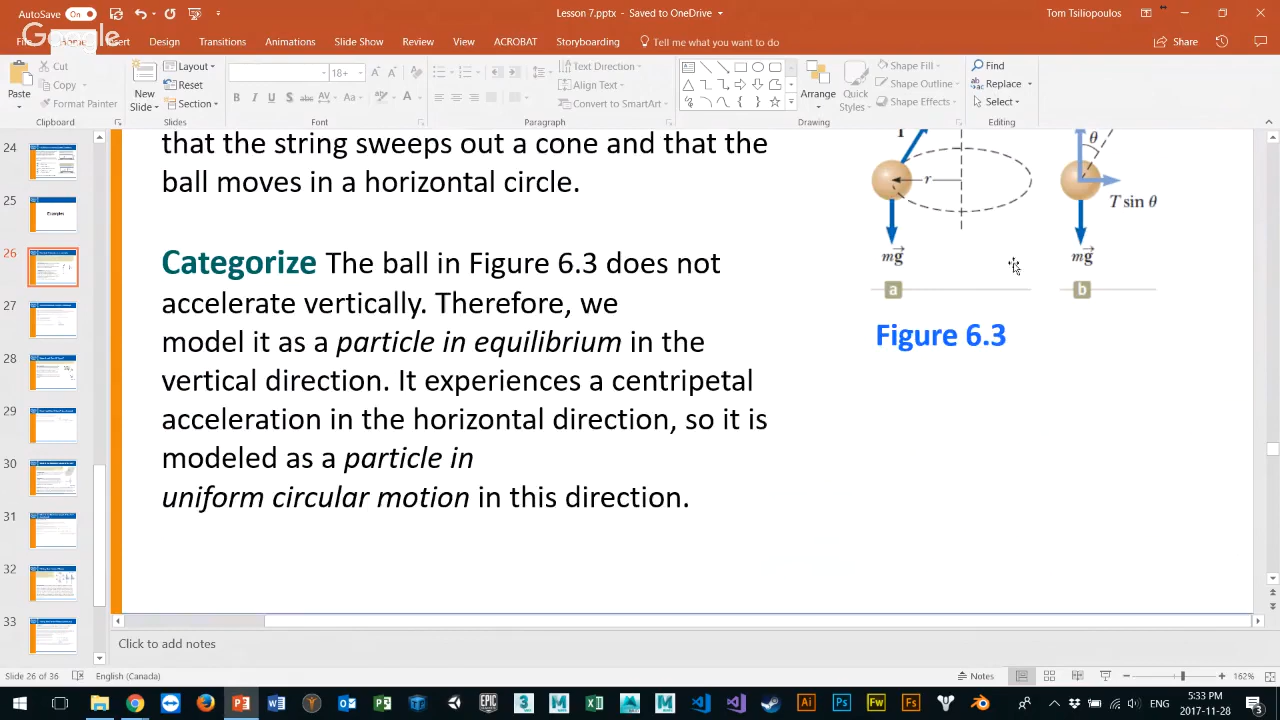 AutoSave On
Lesson 7.pptx - Saved to OneDrive
Tom Tsiliopoulos
Google
Insert Design Transitions Animations Slide Show Review View ACROBAT Storyboarding Tell me what you want to do
Share
Paste
Cut
Copy
Format Painter
Clipboard
New Slide
Layout
Reset
Section
Slides
18+
Font
Text Direction
Align Text
Convert to SmartArt
Paragraph
Arrange
Quick Styles
Shape Fill
Shape Outline
Shape Effects
Drawing
Find
Replace
Select
Editing
24
25
Examples
26
27
28
29
30
31
32
33
that the string sweeps out a cone and that the
ball moves in a horizontal circle.
Categorize The ball in Figure 6.3 does not
accelerate vertically. Therefore, we
model it as a particle in equilibrium in the
vertical direction. It experiences a centripetal
acceleration in the horizontal direction, so it is
modeled as a particle in
uniform circular motion in this direction.
r
θ
T sin θ
mg⃗
mg⃗
a
b
Figure 6.3
Click to add notes
Slide 26 of 62
English (Canada)
Notes
132%
ENG
5:33 PM
2017-11-28